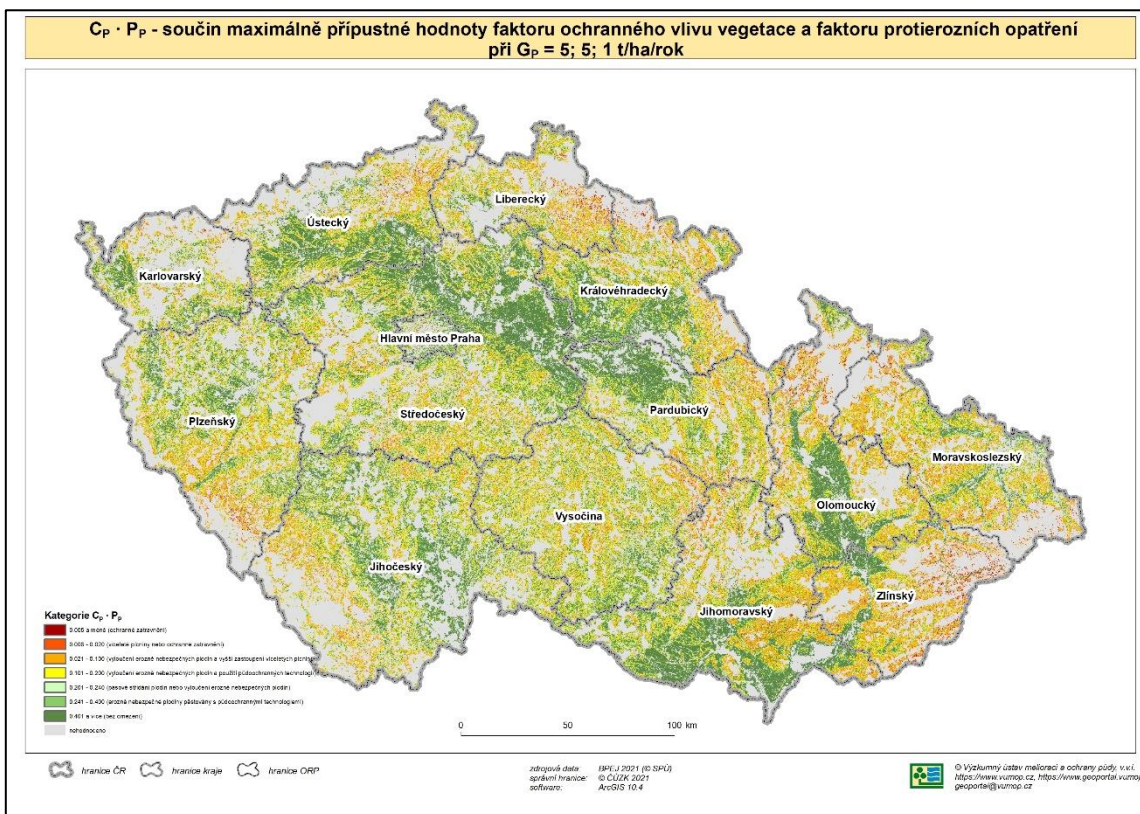 Cₚ · Pₚ - součin maximálně přípustné hodnoty faktoru ochranného vlivu vegetace a faktoru protierozních opatření
při Gₚ = 5; 5; 1 t/ha/rok
Liberecký
Ústecký
Karlovarský
Královéhradecký
Hlavní město Praha
Středočeský
Pardubický
Plzeňský
Moravskoslezský
Olomoucký
Vysočina
Jihočeský
Zlínský
Jihomoravský
Kategorie Cₚ · Pₚ
0.005 a méně (ochranné zatravnění)
0.006 - 0.020 (víceleté pícniny nebo ochranné zatravnění)
0.021 - 0.100 (vyloučení erozně nebezpečných plodin a vyšší zastoupení víceletých pícnin)
0.101 - 0.200 (vyloučení erozně nebezpečných plodin a použití půdoochranných technologií)
0.201 - 0.240 (pásové střídání plodin nebo vyloučení erozně nebezpečných plodin)
0.241 - 0.400 (erozně nebezpečné plodiny pěstovány s půdoochrannými technologiemi)
0.401 a více (bez omezení)
nehodnoceno
0 50 100 km
hranice ČR hranice kraje hranice ORP
zdrojová data: BPEJ 2021 (© SPÚ)
správní hranice: © ČÚZK 2021
software: ArcGIS 10.4
© Výzkumný ústav meliorací a ochrany půdy, v.v.i.
https://www.vumop.cz, https://www.geoportal.vumop
geoportal@vumop.cz